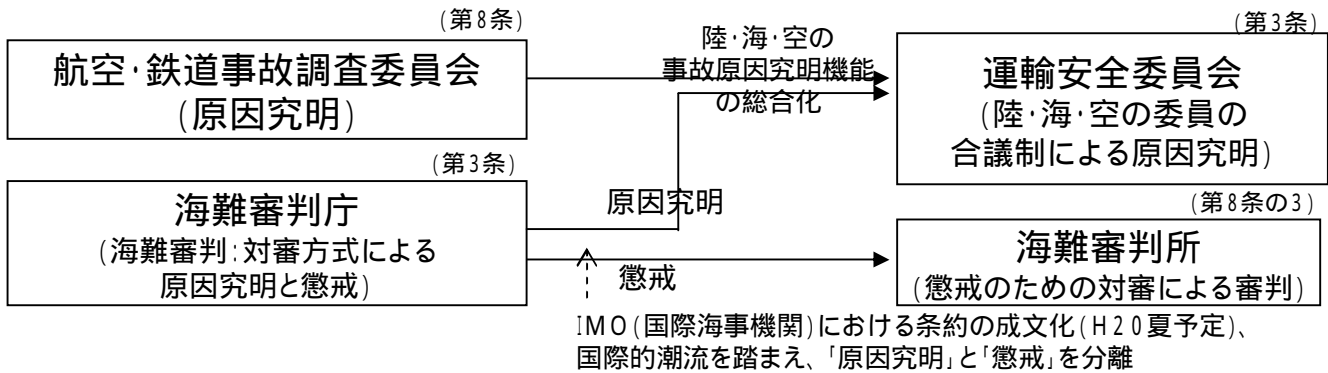 (第8条)
航空・鉄道事故調査委員会
(原因究明)
(第3条)
海難審判庁
(海難審判:対審方式による
原因究明と懲戒)
陸・海・空の
事故原因究明機能
の総合化
原因究明
懲戒
(第3条)
運輸安全委員会
(陸・海・空の委員の
合議制による原因究明)
(第8条の3)
海難審判所
(懲戒のための対審による審判)
IMO(国際海事機関)における条約の成文化(H20夏予定)、
国際的潮流を踏まえ、「原因究明」と「懲戒」を分離